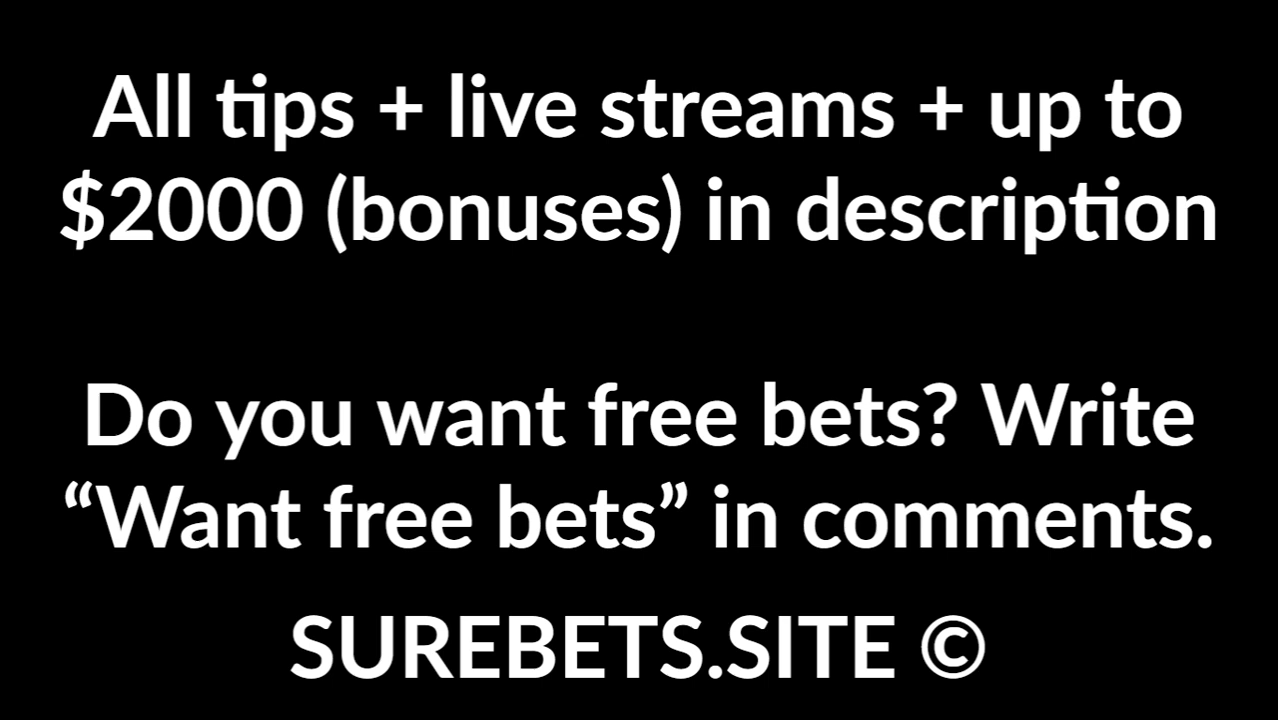 All tips + live streams + up to
$2000 (bonuses) in description
Do you want free bets? Write
“Want free bets” in comments.
SUREBETS.SITE ©